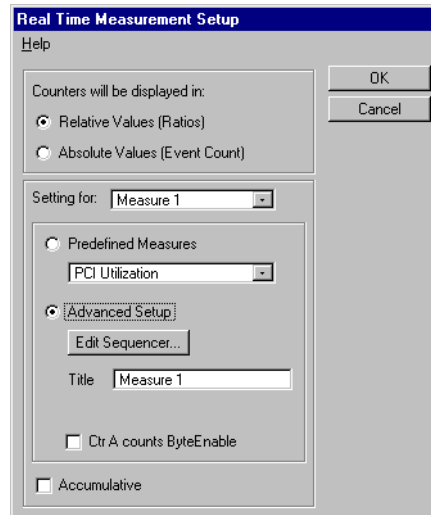 Real Time Measurement Setup
Help
Counters will be displayed in:
Relative Values (Ratios)
Absolute Values (Event Count)
OK
Cancel
Setting for: Measure 1
Predefined Measures
PCI Utilization
Advanced Setup
Edit Sequencer...
Title Measure 1
Ctr A counts ByteEnable
Accumulative